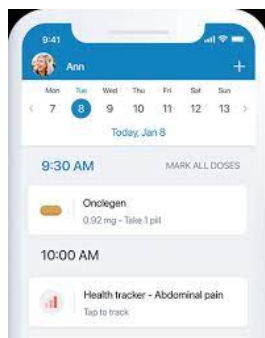 9:41
Ann
+
Mon Tue Wed Thu Fri Sat Sun
< 7 8 9 10 11 12 13 >
Today, Jan 8
9:30 AM MARK ALL DOSES
Onclegen
0.92 mg - Take 1 pill
10:00 AM
Health tracker - Abdominal pain
Tap to track